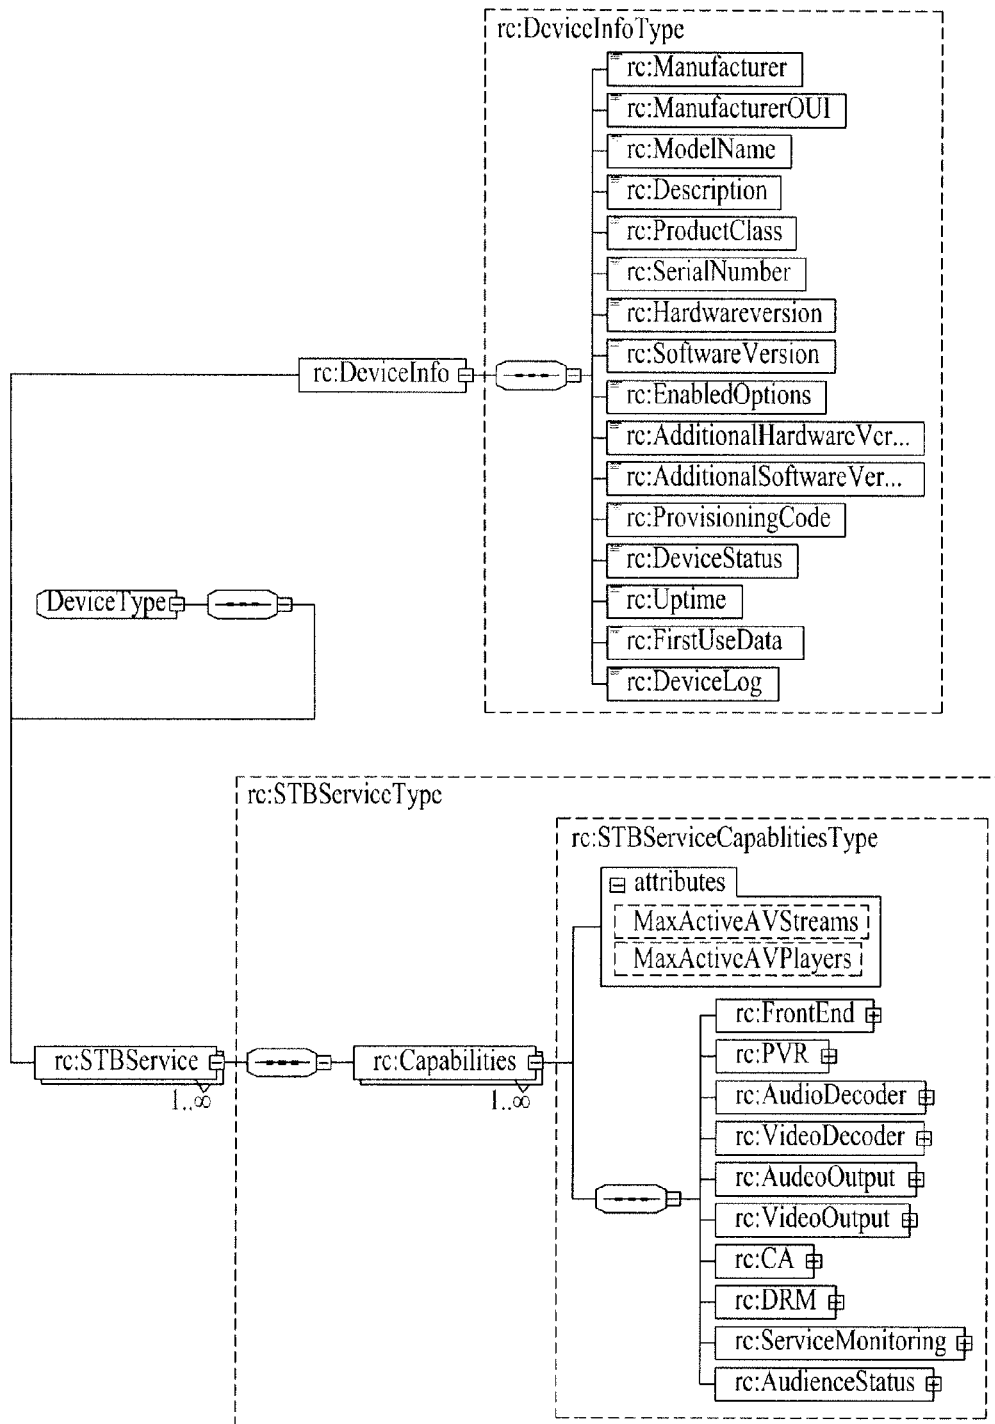 rc:DeviceInfoType
rc:Manufacturer
rc:ManufacturerOUI
rc:ModelName
rc:Description
rc:ProductClass
rc:SerialNumber
rc:Hardwareversion
rc:SoftwareVersion
rc:DeviceInfo
rc:EnabledOptions
rc:AdditionalHardwareVer...
rc:AdditionalSoftwareVer...
rc:ProvisioningCode
rc:DeviceStatus
DeviceType
rc:Uptime
rc:FirstUseData
rc:DeviceLog
rc:STBServiceType
rc:STBServiceCapablitiesType
attributes
MaxActiveAVStreams
MaxActiveAVPlayers
rc:FrontEnd
rc:STBService
1..∞
rc:Capabilities
1..∞
rc:PVR
rc:AudioDecoder
rc:VideoDecoder
rc:AudeoOutput
rc:VideoOutput
rc:CA
rc:DRM
rc:ServiceMonitoring
rc:AudienceStatus